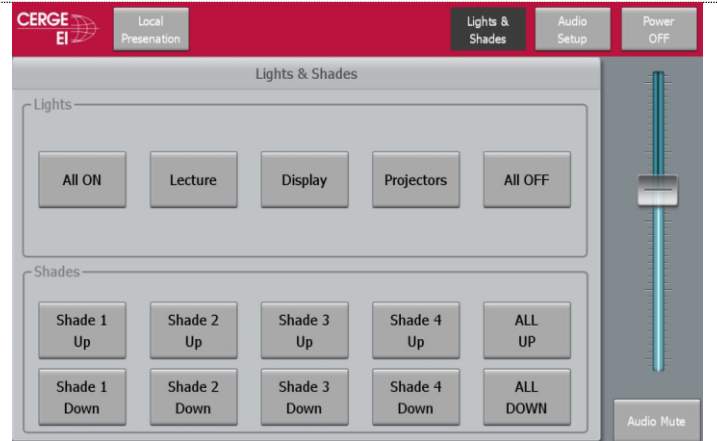 CERGE
EI
Local
Presenation
Lights &
Shades
Audio
Setup
Power
OFF
Lights & Shades
Lights
All ON
Lecture
Display
Projectors
All OFF
Shades
Shade 1
Up
Shade 2
Up
Shade 3
Up
Shade 4
Up
ALL
UP
Shade 1
Down
Shade 2
Down
Shade 3
Down
Shade 4
Down
ALL
DOWN
Audio Mute